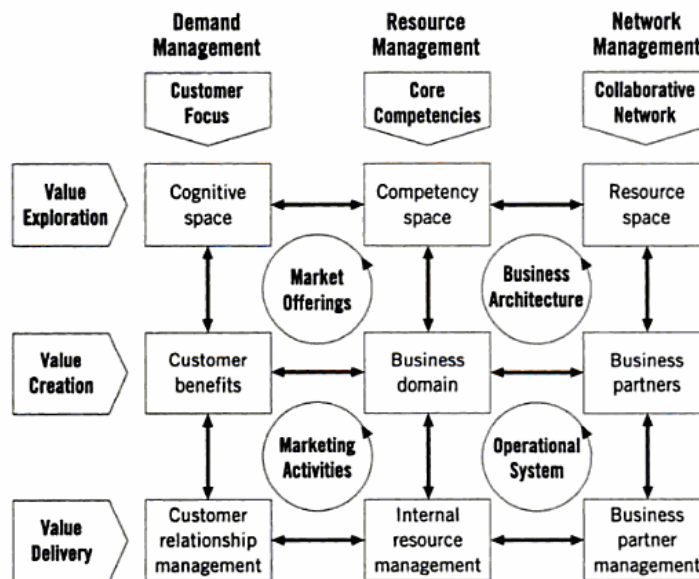 Demand
Management
Resource
Management
Network
Management
Customer
Focus
Core
Competencies
Collaborative
Network
Value
Exploration
Cognitive
space
Competency
space
Resource
space
Market
Offerings
Business
Architecture
Value
Creation
Customer
benefits
Business
domain
Business
partners
Marketing
Activities
Operational
System
Value
Delivery
Customer
relationship
management
Internal
resource
management
Business
partner
management